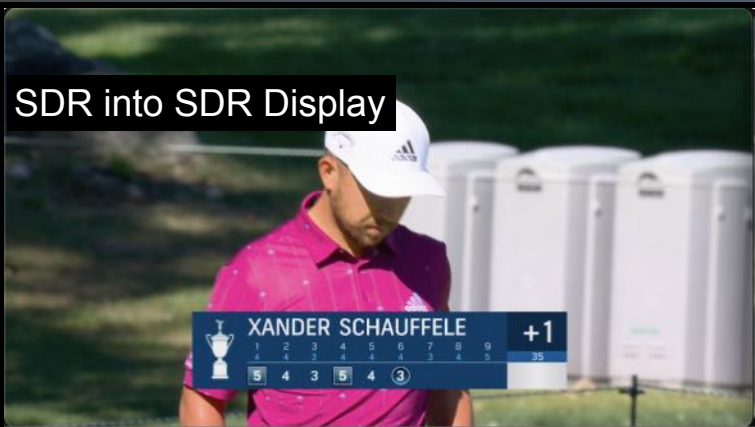 SDR into SDR Display
adidas
XANDER SCHAUFFELE +1
1 2 3 4 5 6 7 8 9
4 4 3 4 4 4 3 4 5 35
5 4 3 5 4 3